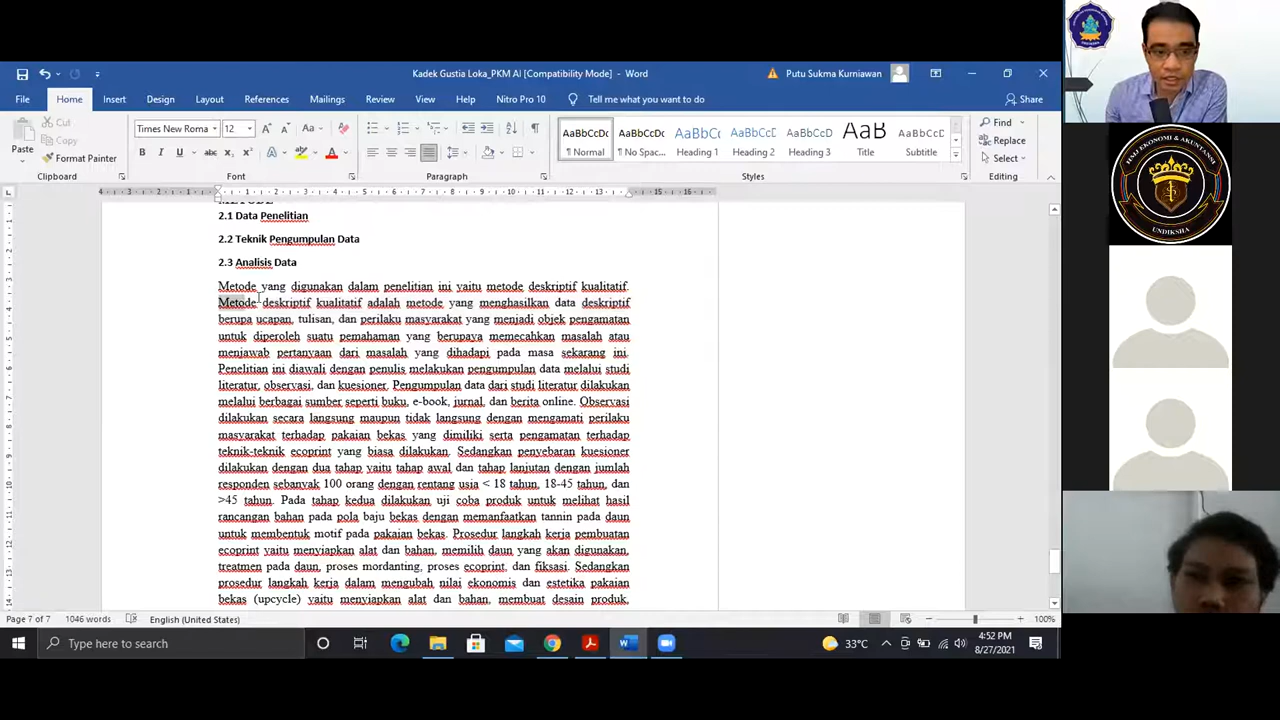 Kadek Gustia Loka_PKM AI [Compatibility Mode] - Word
Putu Sukma Kurniawan
File Home Insert Design Layout References Mailings Review View Help Nitro Pro 10 Tell me what you want to do Share
Paste
Cut
Copy
Format Painter
Times New Roma 12
AaBbCcDc AaBbCcDc AaBbC AaBbCcC AaBbCcD AaB AaBbCcD
¶ Normal ¶ No Spac... Heading 1 Heading 2 Heading 3 Title Subtitle
Find
Replace
Select
Clipboard Font Paragraph Styles Editing
METODE
2.1 Data Penelitian
2.2 Teknik Pengumpulan Data
2.3 Analisis Data
Metode yang digunakan dalam penelitian ini yaitu metode deskriptif kualitatif.
Metode deskriptif kualitatif adalah metode yang menghasilkan data deskriptif
berupa ucapan, tulisan, dan perilaku masyarakat yang menjadi objek pengamatan
untuk diperoleh suatu pemahaman yang berupaya memecahkan masalah atau
menjawab pertanyaan dari masalah yang dihadapi pada masa sekarang ini.
Penelitian ini diawali dengan penulis melakukan pengumpulan data melalui studi
literatur, observasi, dan kuesioner. Pengumpulan data dari studi literatur dilakukan
melalui berbagai sumber seperti buku, e-book, jurnal, dan berita online. Observasi
dilakukan secara langsung maupun tidak langsung dengan mengamati perilaku
masyarakat terhadap pakaian bekas yang dimiliki serta pengamatan terhadap
teknik-teknik ecoprint yang biasa dilakukan. Sedangkan penyebaran kuesioner
dilakukan dengan dua tahap yaitu tahap awal dan tahap lanjutan dengan jumlah
responden sebanyak 100 orang dengan rentang usia < 18 tahun, 18-45 tahun, dan
>45 tahun. Pada tahap kedua dilakukan uji coba produk untuk melihat hasil
rancangan bahan pada pola baju bekas dengan memanfaatkan tannin pada daun
untuk membentuk motif pada pakaian bekas. Prosedur langkah kerja pembuatan
ecoprint yaitu menyiapkan alat dan bahan, memilih daun yang akan digunakan,
treatmen pada daun, proses mordanting, proses ecoprint, dan fiksasi. Sedangkan
prosedur langkah kerja dalam mengubah nilai ekonomis dan estetika pakaian
bekas (upcycle) yaitu menyiapkan alat dan bahan, membuat desain produk,
Page 7 of 7 1046 words English (United States) 100%
Type here to search
33°C
4:52 PM
8/27/2021
HMJ EKONOMI & AKUNTANSI
UNDIKSHA